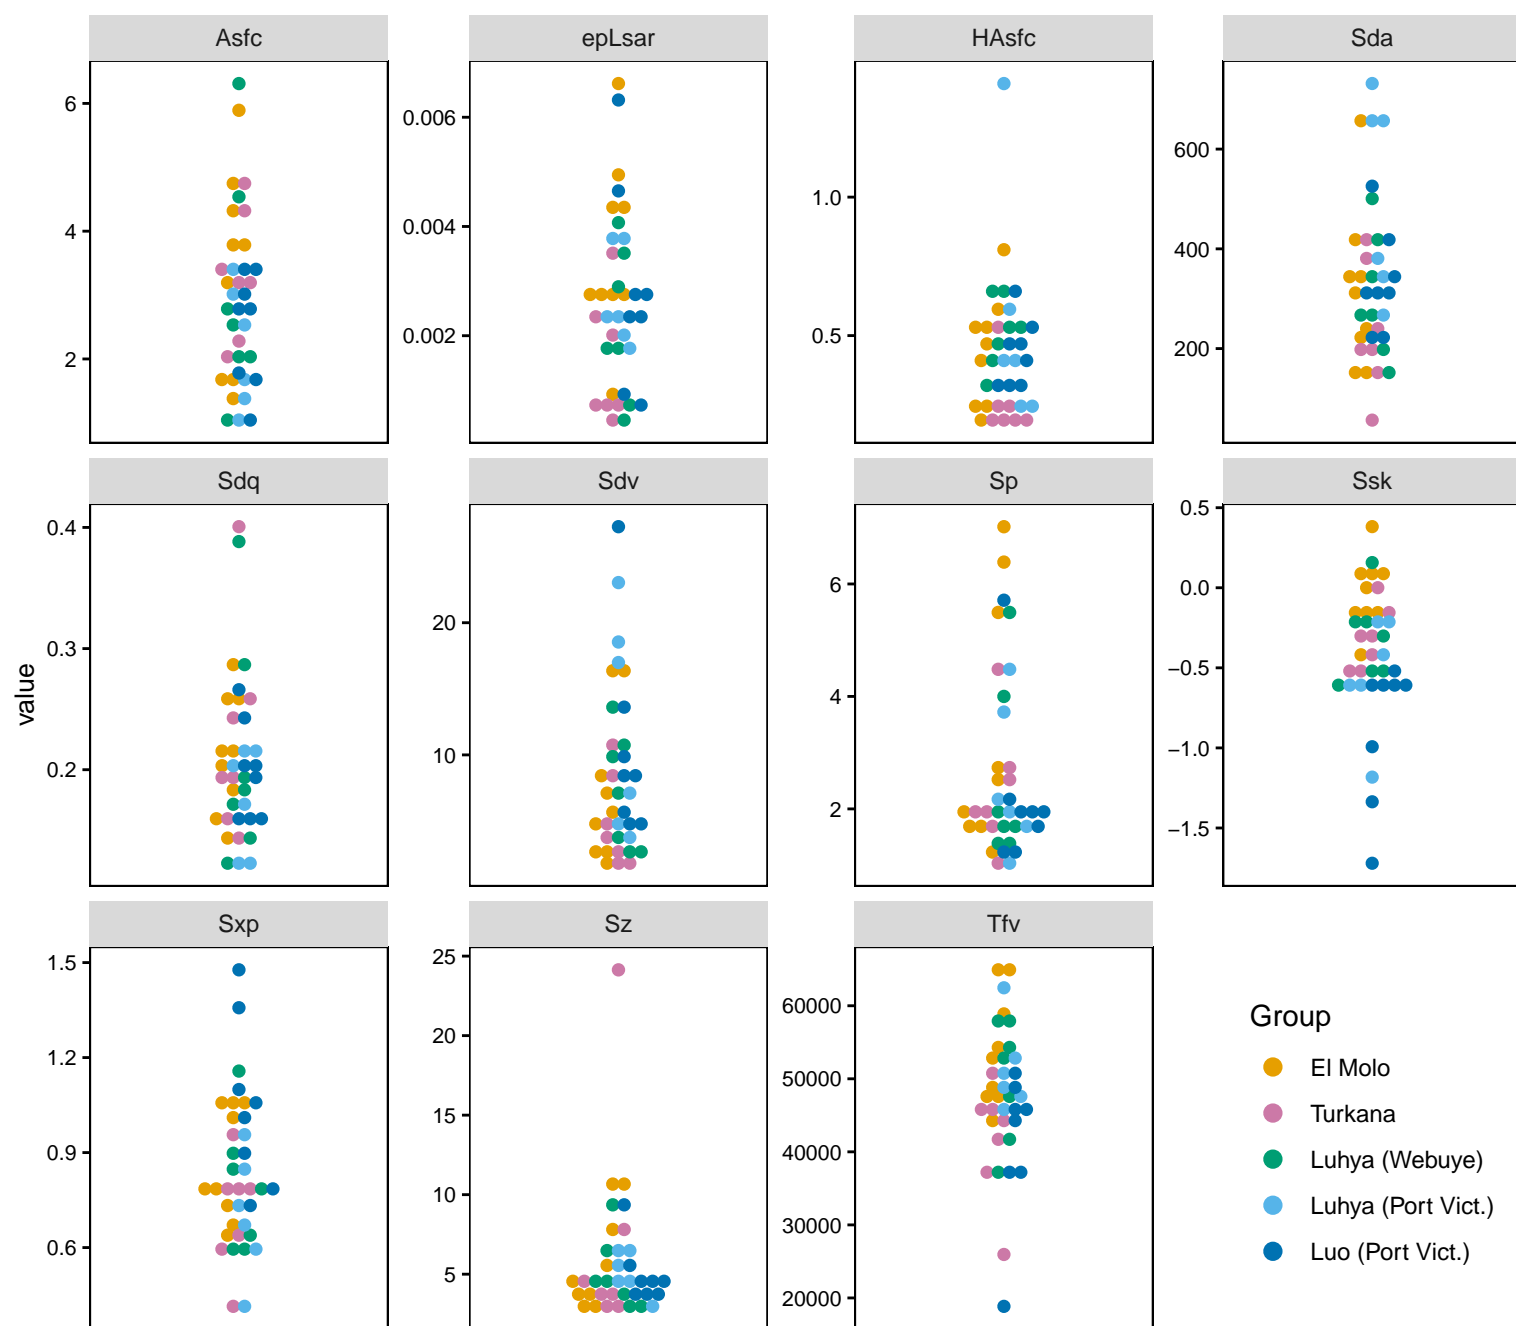 Asfc
epLsar
HAsfc
Sda
6
4
2
0.006
0.004
0.002
1.0
0.5
600
400
200
Sdq
Sdv
Sp
Ssk
value
0.4
0.3
0.2
20
10
6
4
2
0.5
0.0
−0.5
−1.0
−1.5
Sxp
Sz
Tfv
1.5
1.2
0.9
0.6
25
20
15
10
5
60000
50000
40000
30000
20000
Group
El Molo
Turkana
Luhya (Webuye)
Luhya (Port Vict.)
Luo (Port Vict.)